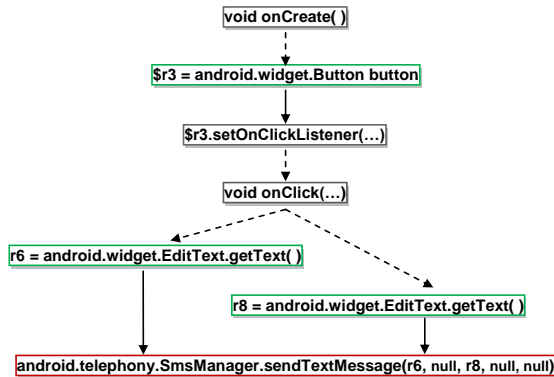 void onCreate( )
$r3 = android.widget.Button button
$r3.setOnClickListener(…)
void onClick(…)
r6 = android.widget.EditText.getText( )
r8 = android.widget.EditText.getText( )
android.telephony.SmsManager.sendTextMessage(r6, null, r8, null, null)